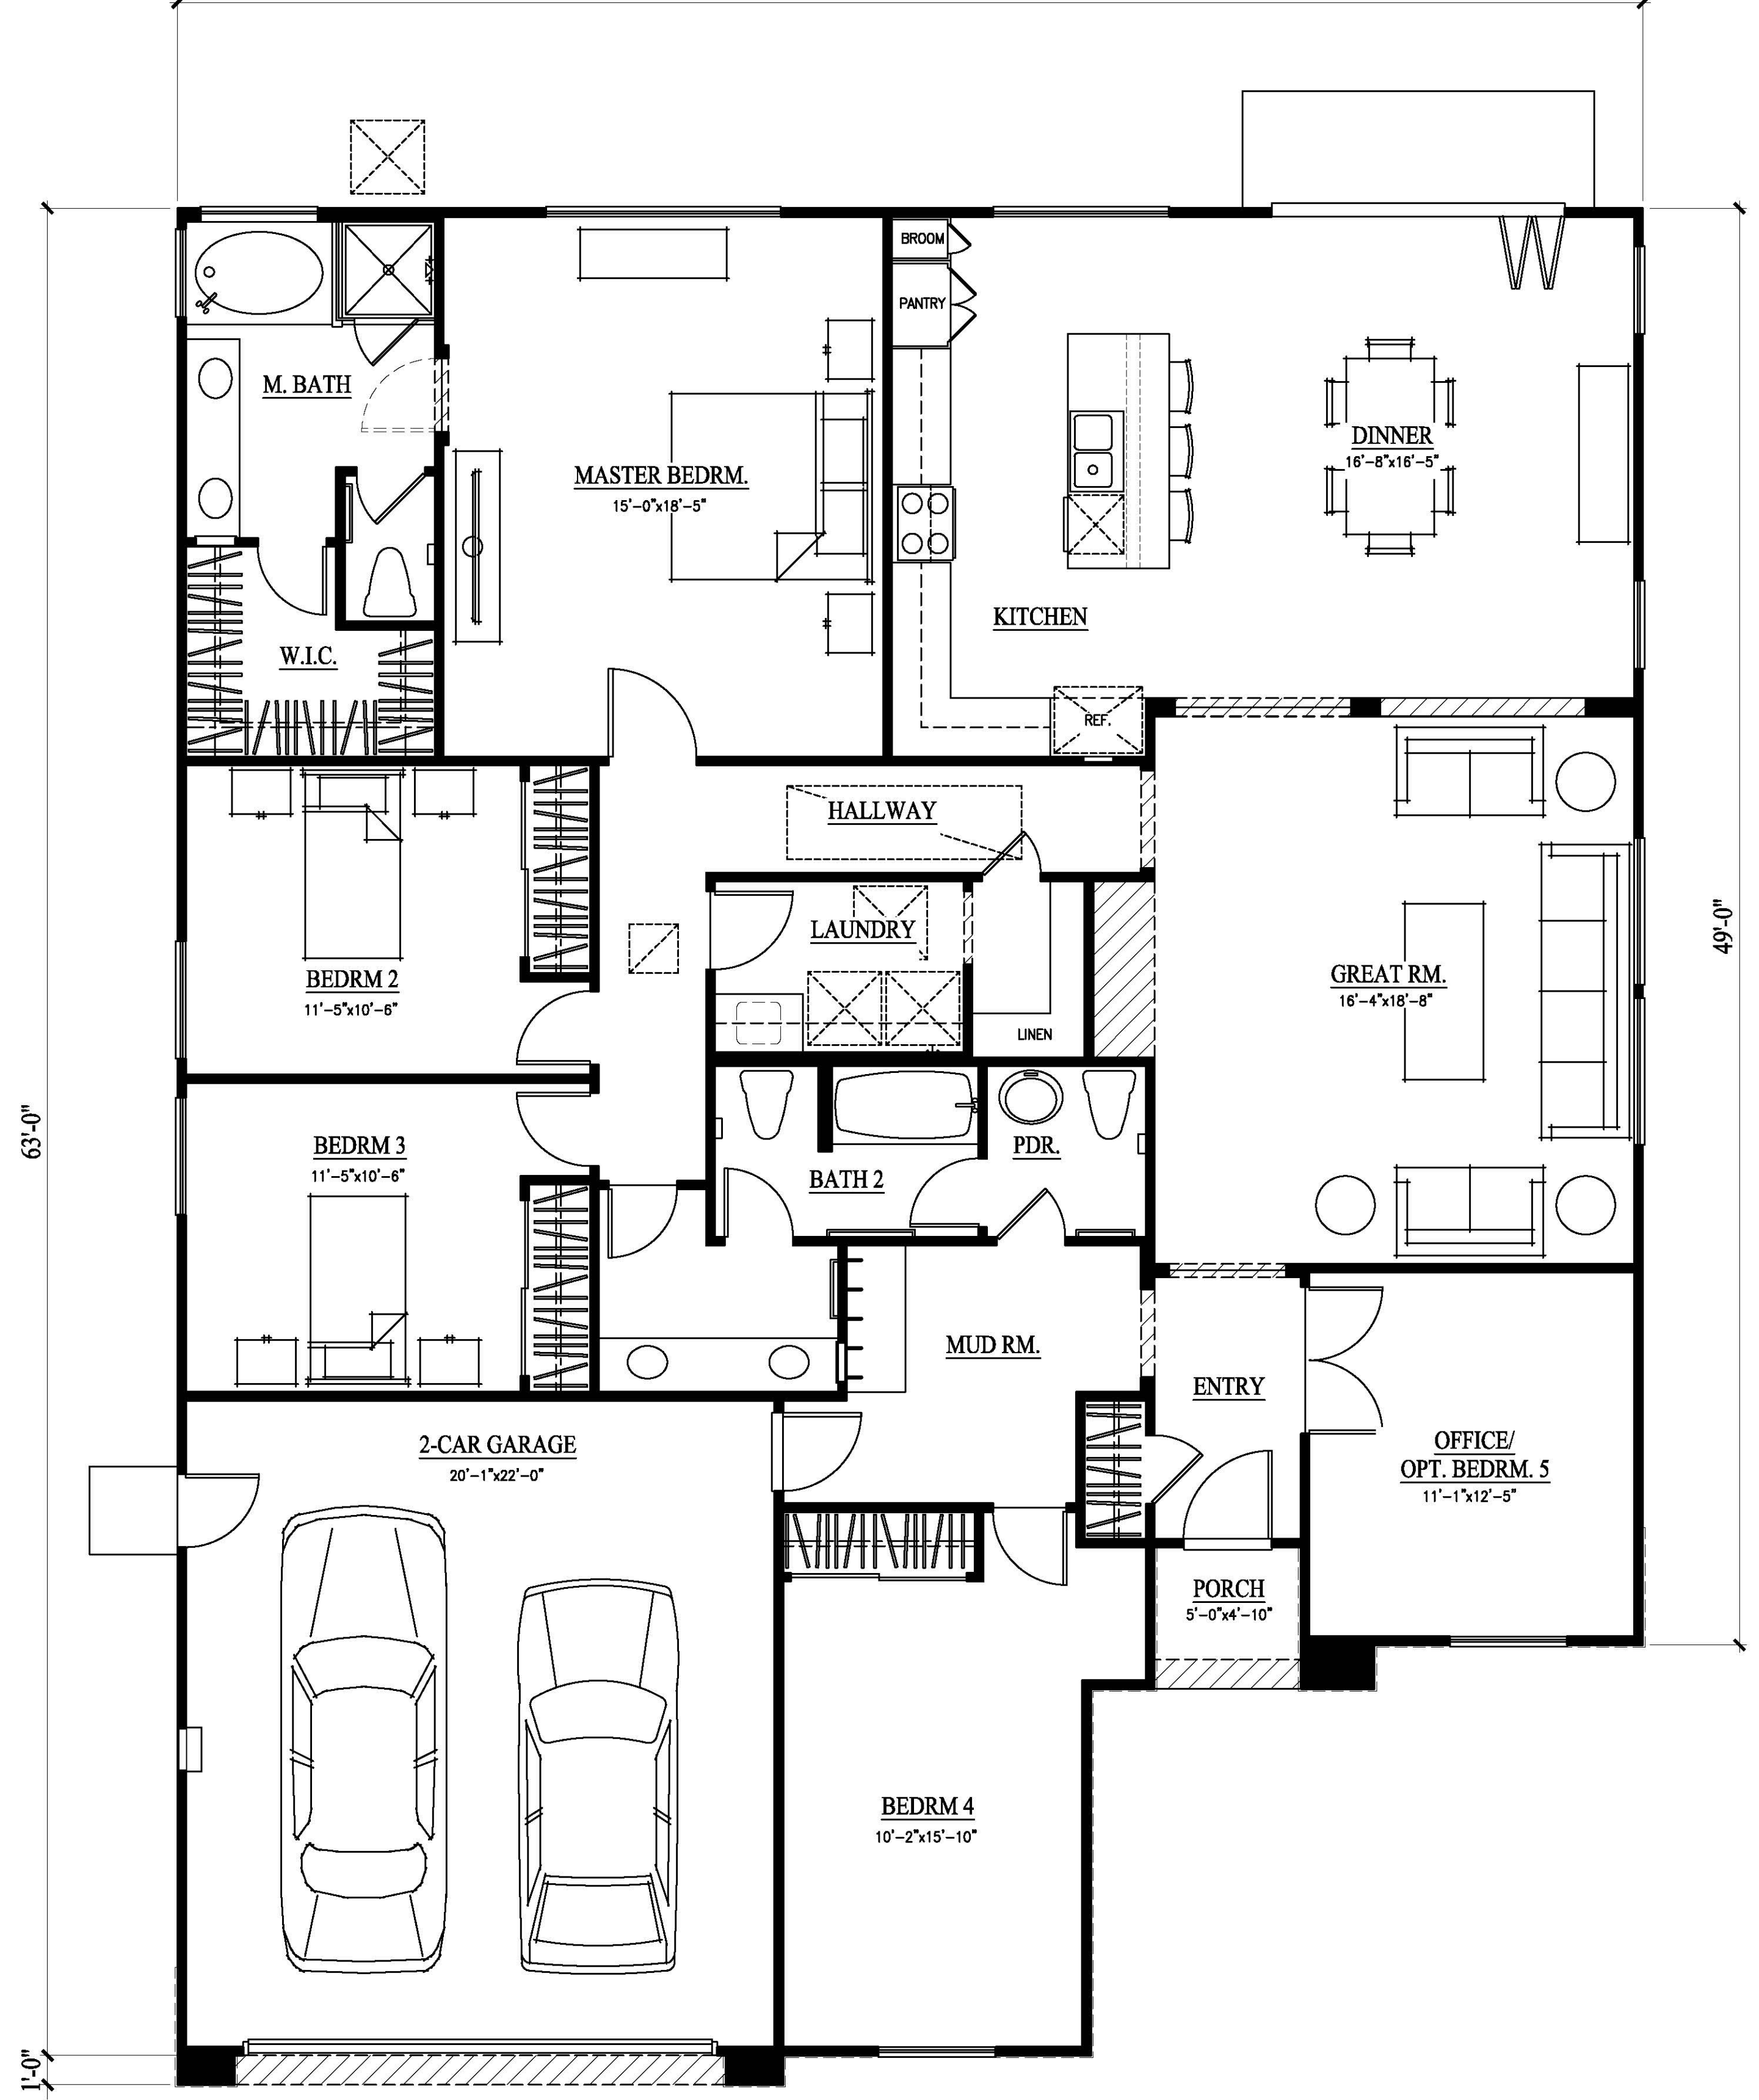 BROOM
PANTRY
M. BATH
MASTER BEDRM.
15'-0"x18'-5"
DINNER
16'-8"x16'-5"
KITCHEN
W.I.C.
REF.
HALLWAY
LAUNDRY
LINEN
BEDRM 2
11'-5"x10'-6"
GREAT RM.
16'-4"x18'-8"
49'-0"
63'-0"
BEDRM 3
11'-5"x10'-6"
BATH 2
PDR.
MUD RM.
ENTRY
2-CAR GARAGE
20'-1"x22'-0"
OFFICE/
OPT. BEDRM. 5
11'-1"x12'-5"
PORCH
5'-0"x4'-10"
BEDRM 4
10'-2"x15'-10"
1'-0"